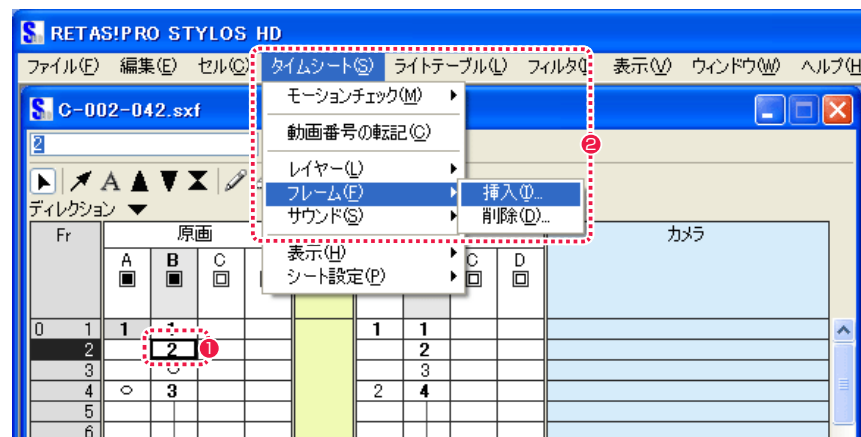 RETAS!PRO STYLOS HD
ファイル(F) 編集(E) セル(C) タイムシート(S) ライトテーブル(L) フィルタ(I) 表示(V) ウィンドウ(W) ヘルプ(H
C-002-042.sxf
モーションチェック(M)
動画番号の転記(C)
2
2
レイヤー(L)
フレーム(F) 挿入(I)...
サウンド(S) 削除(D)...
表示(H)
シート設定(P)
ディレクション
Fr 原画 カメラ
A B C C D
0 1 1 1 1 1
2 2 1 2
3 3
4 3 2 4
5
6